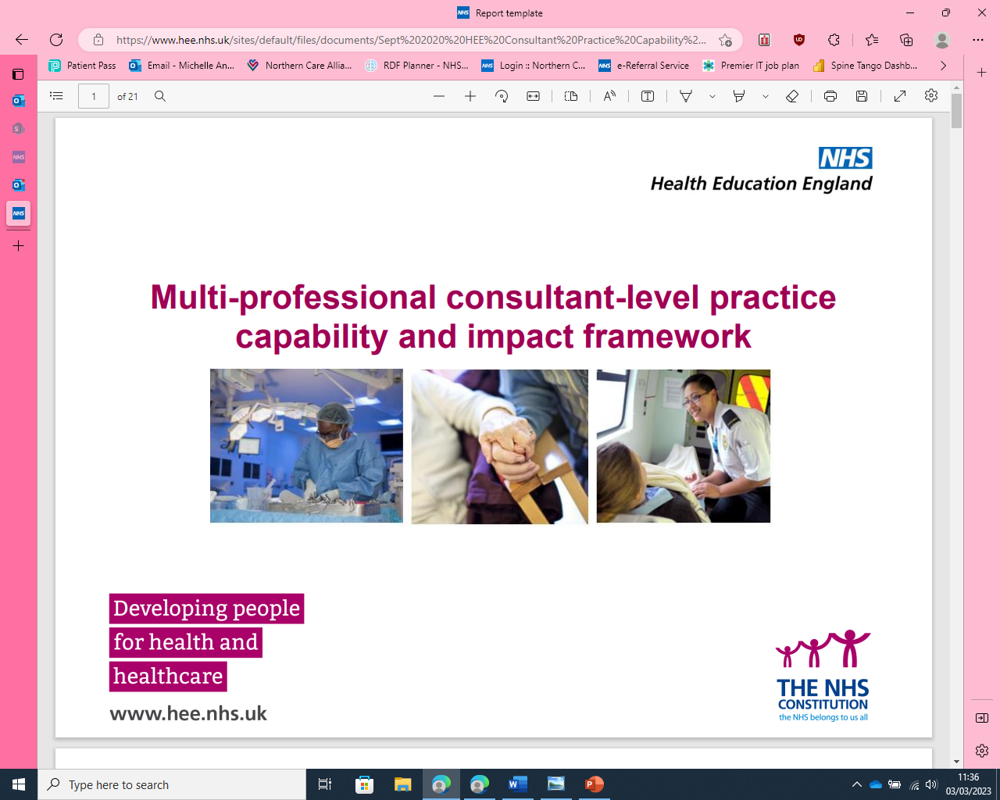 Report template
https://www.hee.nhs.uk/sites/default/files/documents/Sept%202020%20HEE%20Consultant%20Practice%20Capability%2...
Patient Pass
Email - Michelle An...
Northern Care Allia...
RDF Planner - NHS...
Login :: Northern C...
e-Referral Service
Premier IT job plan
Spine Tango Dashb...
1 of 21
NHS
Health Education England
Multi-professional consultant-level practice
capability and impact framework
Developing people
for health and
healthcare
www.hee.nhs.uk
THE NHS
CONSTITUTION
the NHS belongs to us all
Type here to search
11:36
03/03/2023